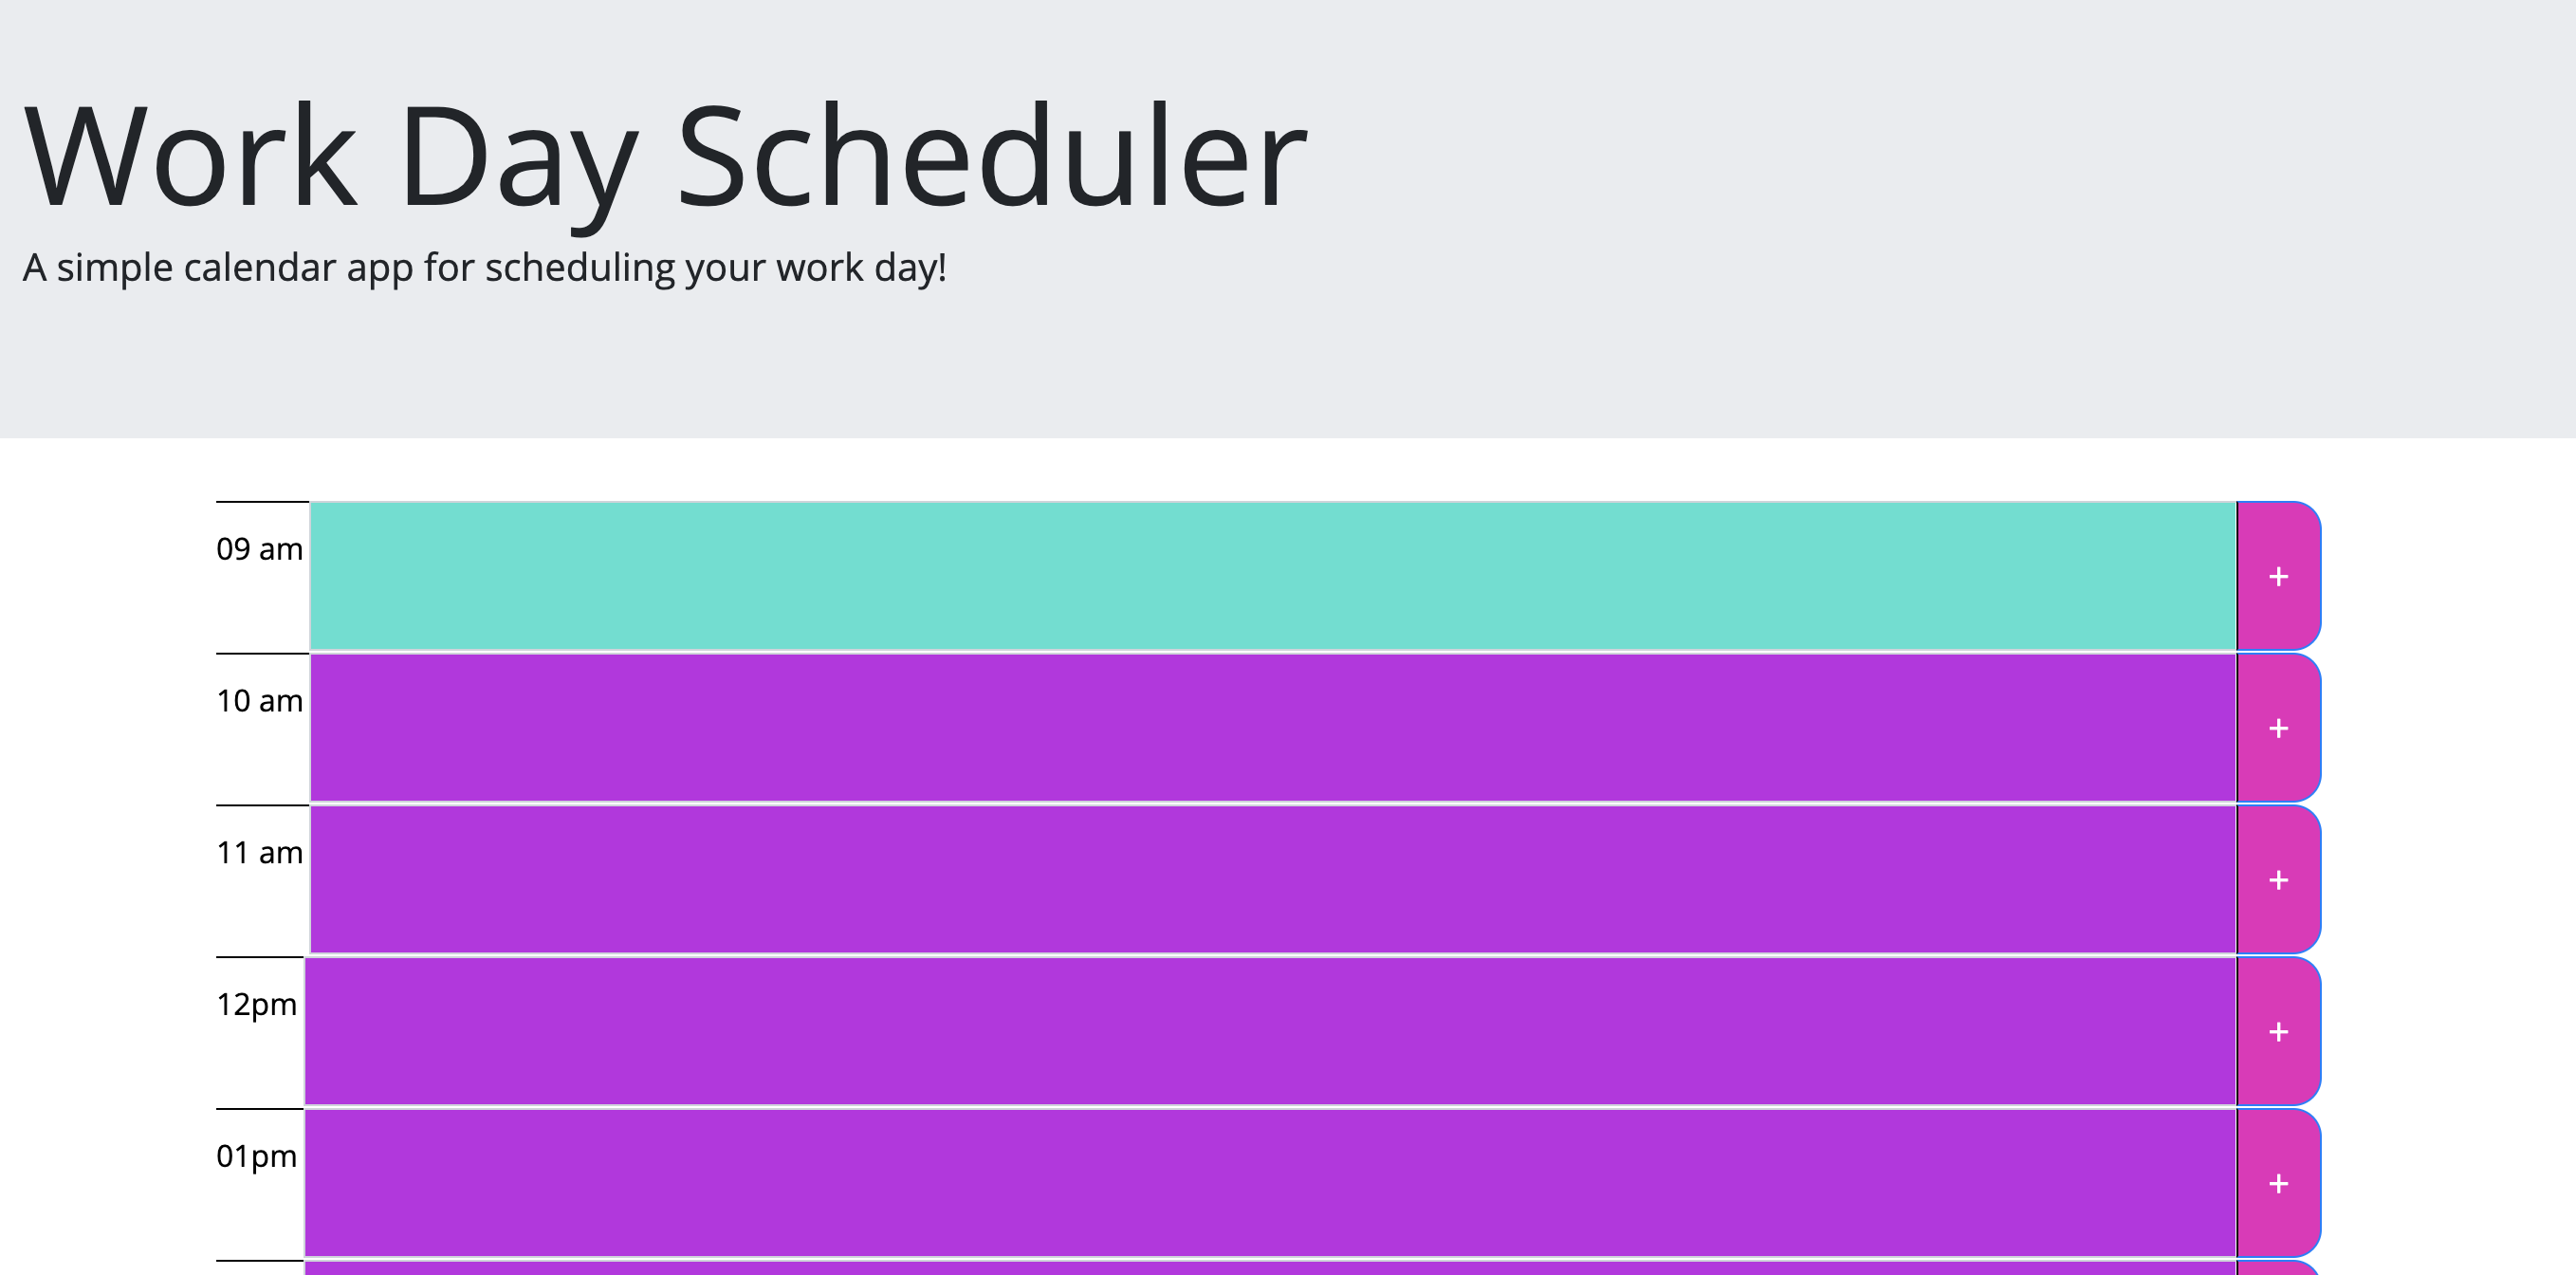 Work Day Scheduler
A simple calendar app for scheduling your work day!
09 am
+
10 am
+
11 am
+
12pm
+
01pm
+